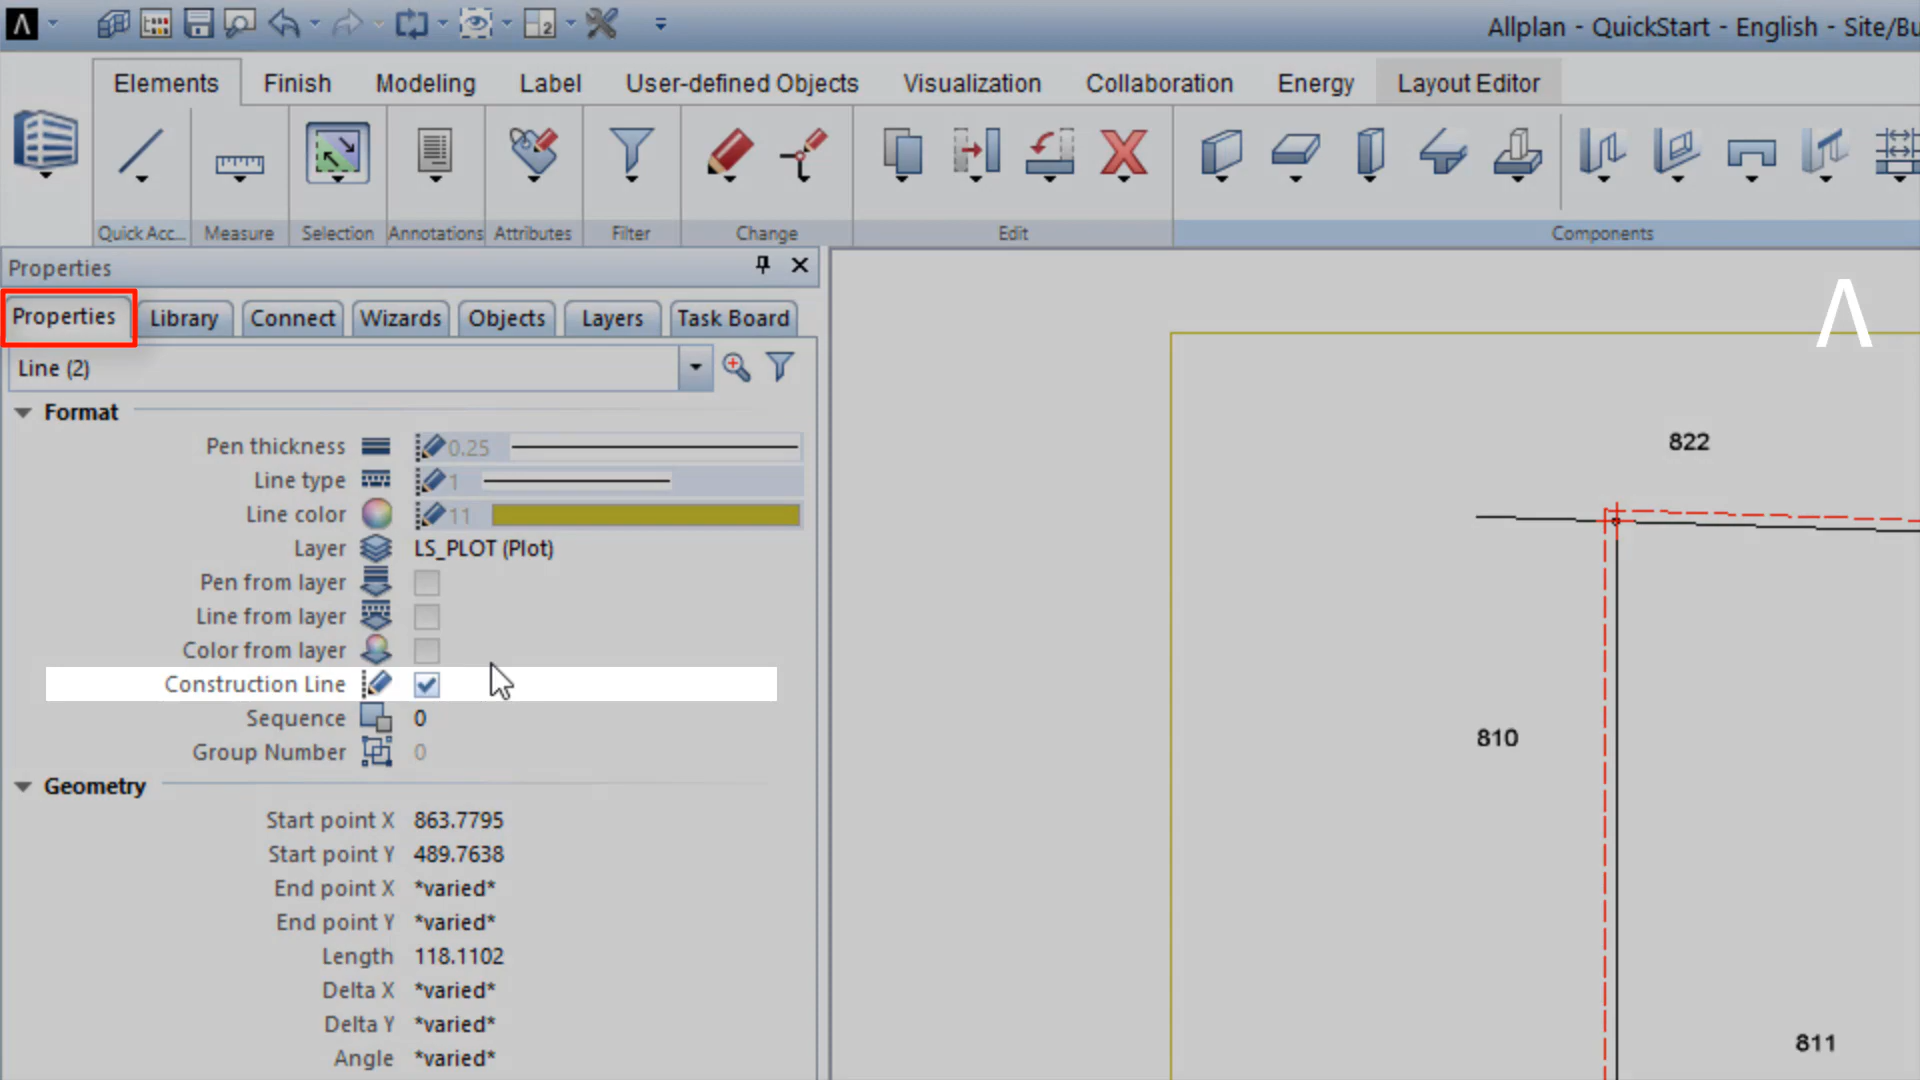 Allplan - QuickStart - English - Site/Bu
Elements Finish Modeling Label User-defined Objects Visualization Collaboration Energy Layout Editor
Quick Acc... Measure Selection Annotations Attributes Filter Change Edit Components
Properties
Properties Library Connect Wizards Objects Layers Task Board
Line (2)
Format
Pen thickness 0.25
Line type 1
Line color 11
Layer LS_PLOT (Plot)
Pen from layer
Line from layer
Color from layer
Construction Line
Sequence 0
Group Number 0
Geometry
Start point X 863.7795
Start point Y 489.7638
End point X *varied*
End point Y *varied*
Length 118.1102
Delta X *varied*
Delta Y *varied*
Angle *varied*
822
810
811